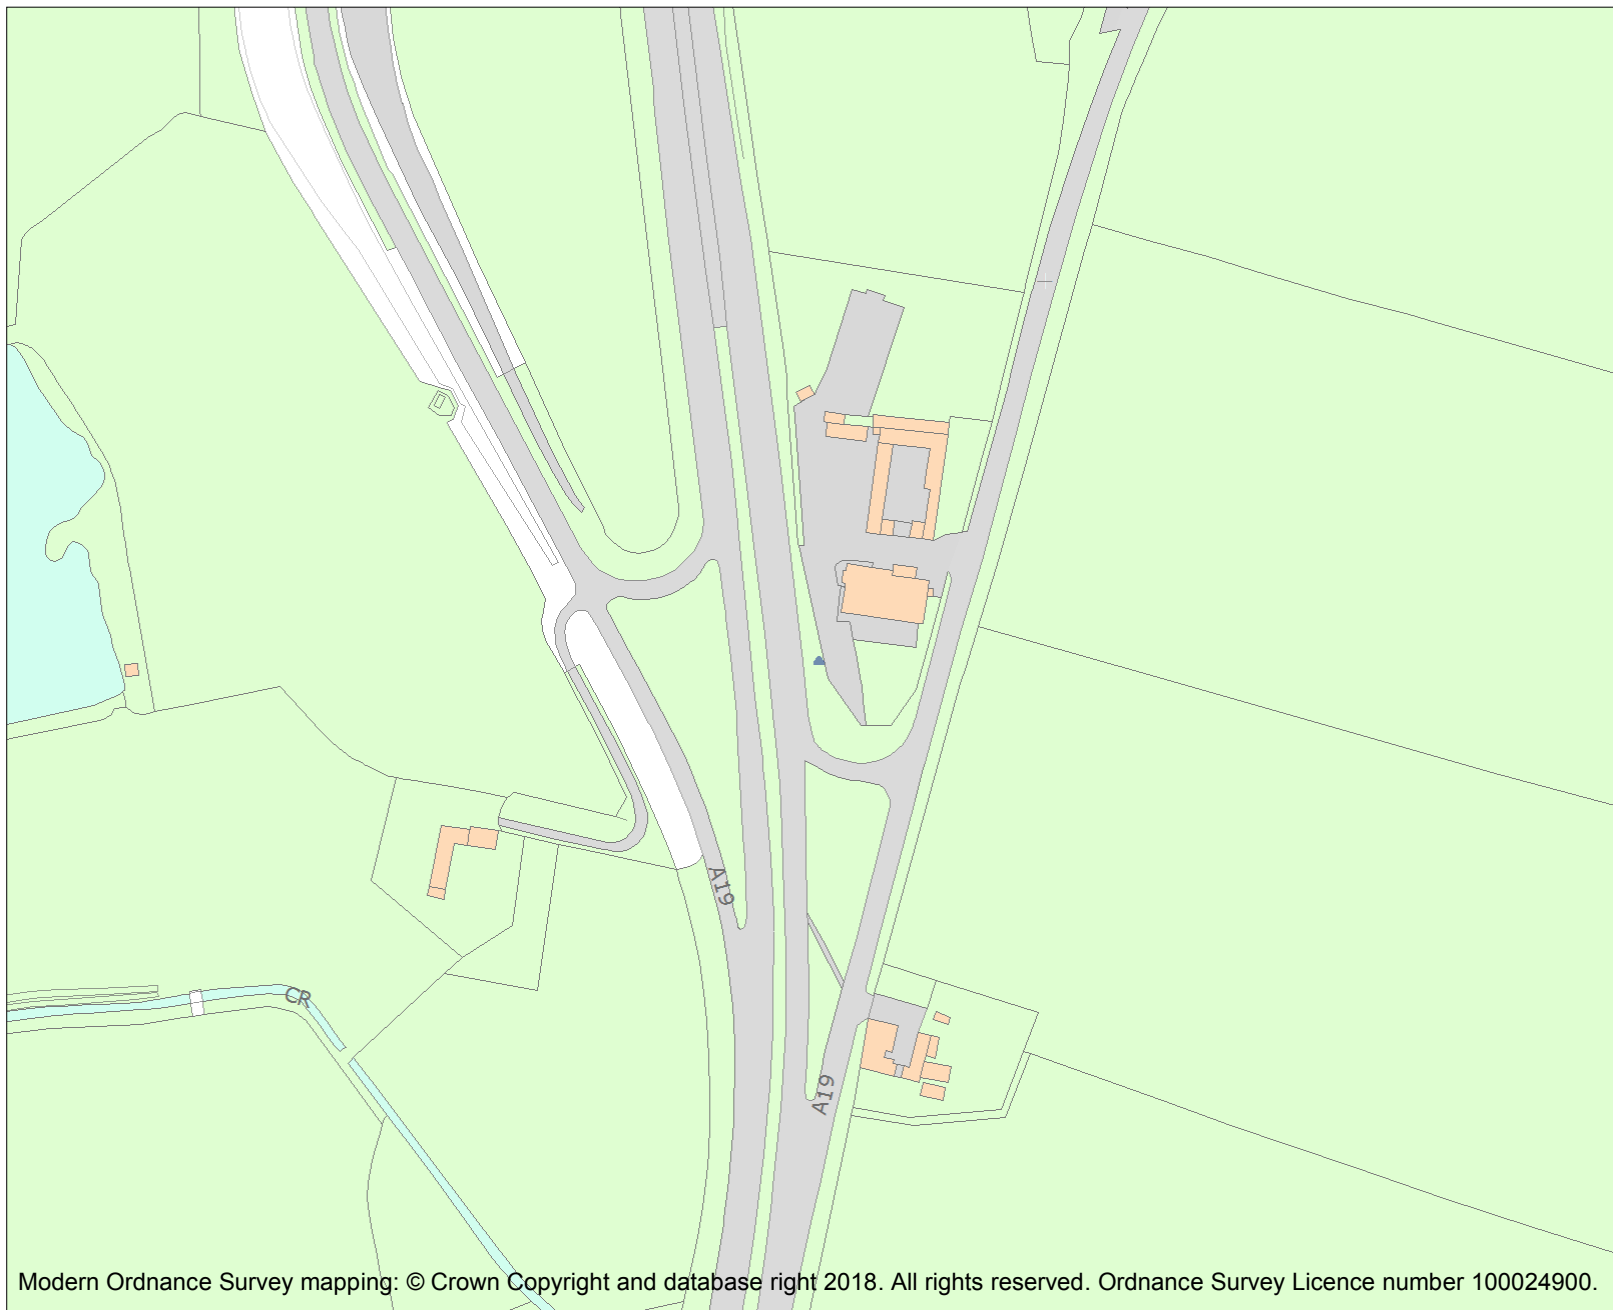 A19
CR
A19
Modern Ordnance Survey mapping: © Crown Copyright and database right 2018. All rights reserved. Ordnance Survey Licence number 100024900.